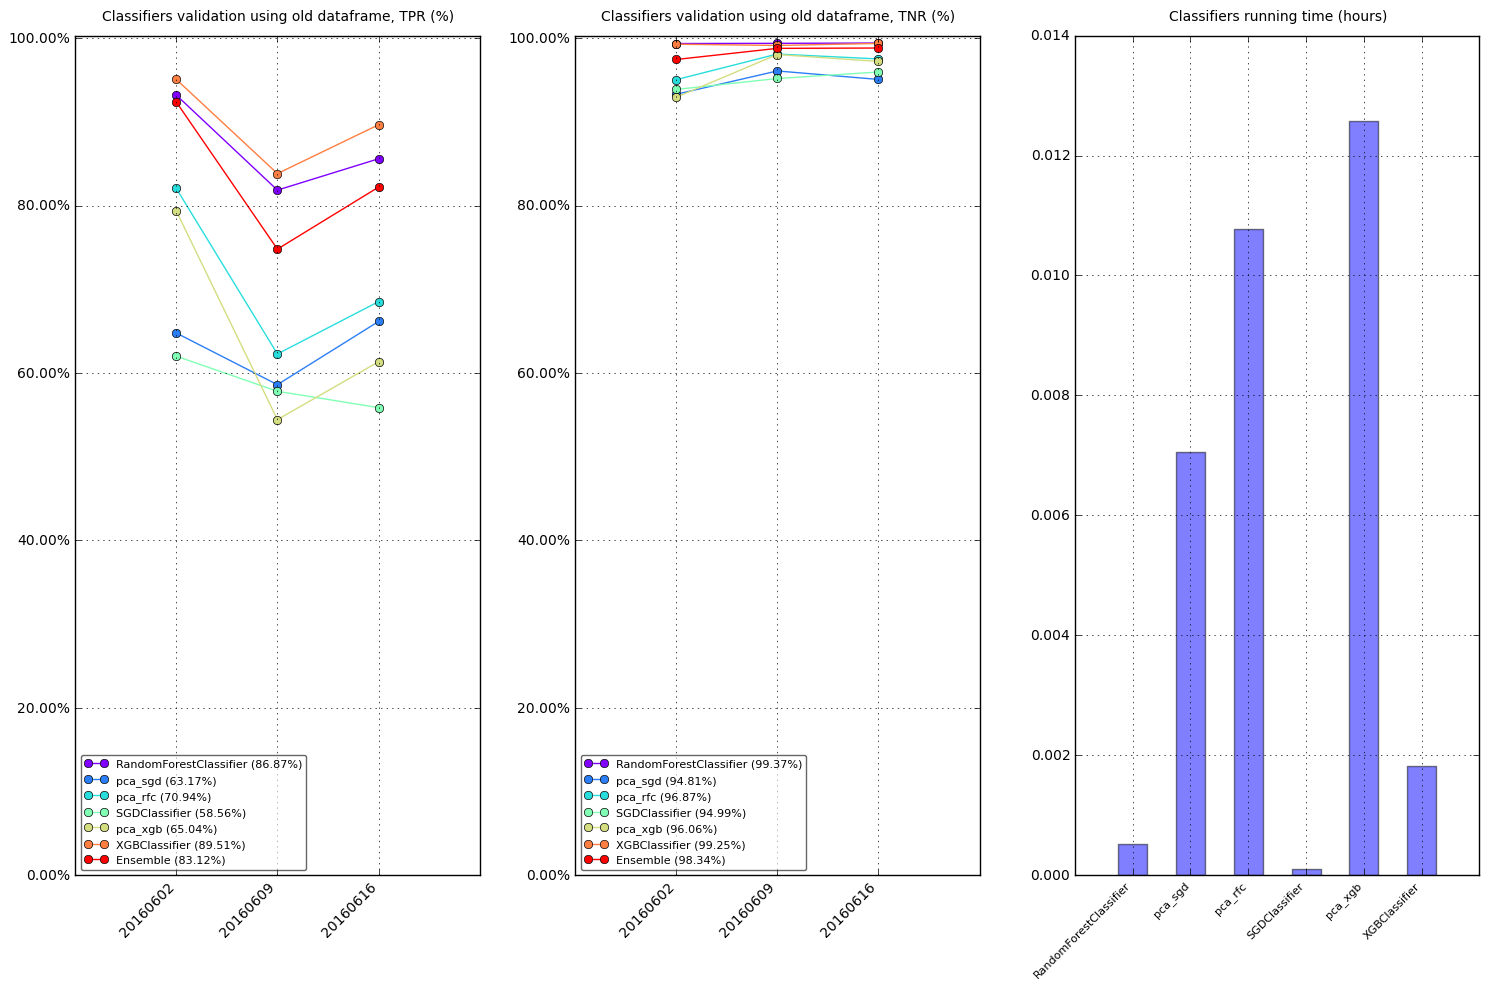 Classifiers validation using old dataframe, TPR (%)
100.00%
80.00%
60.00%
40.00%
20.00%
0.00%
RandomForestClassifier (86.87%)
pca_sgd (63.17%)
pca_rfc (70.94%)
SGDClassifier (58.56%)
pca_xgb (65.04%)
XGBClassifier (89.51%)
Ensemble (83.12%)
20160602
20160609
20160616
Classifiers validation using old dataframe, TNR (%)
100.00%
80.00%
60.00%
40.00%
20.00%
0.00%
RandomForestClassifier (99.37%)
pca_sgd (94.81%)
pca_rfc (96.87%)
SGDClassifier (94.99%)
pca_xgb (96.06%)
XGBClassifier (99.25%)
Ensemble (98.34%)
20160602
20160609
20160616
Classifiers running time (hours)
0.014
0.012
0.010
0.008
0.006
0.004
0.002
0.000
RandomForestClassifier
pca_sgd
pca_rfc
SGDClassifier
pca_xgb
XGBClassifier